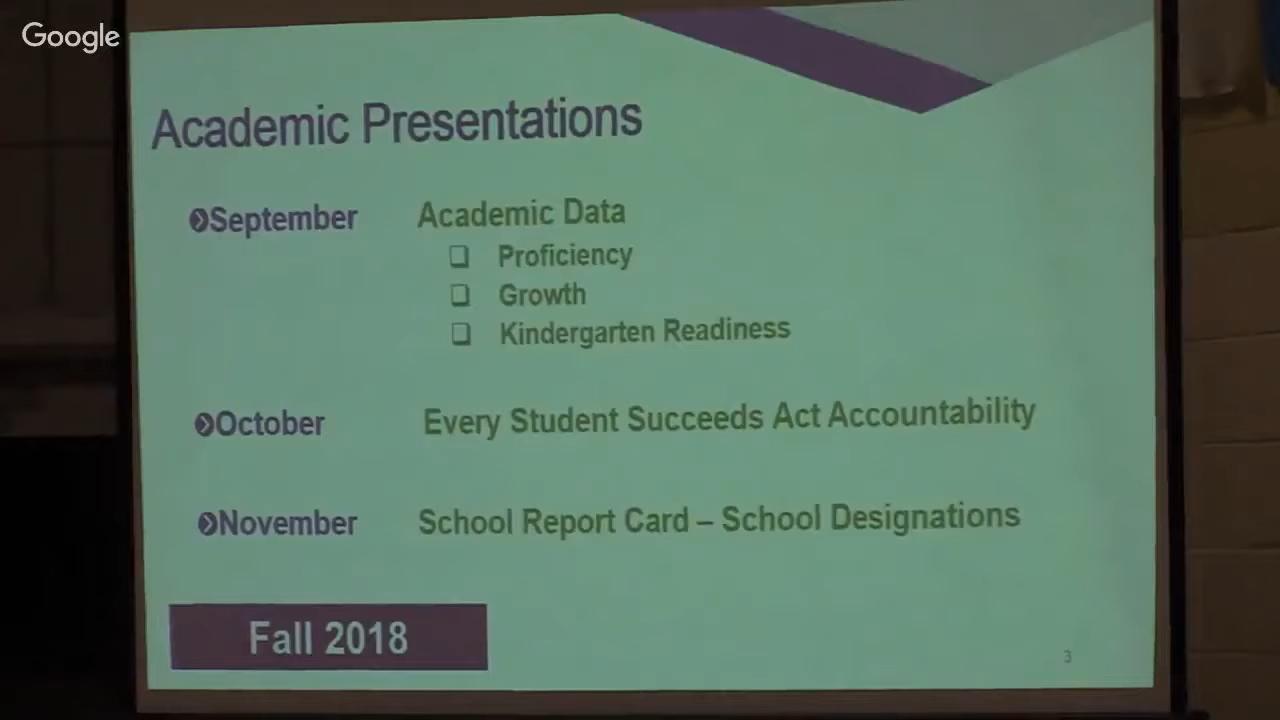 Google
Academic Presentations
September Academic Data
❑ Proficiency
❑ Growth
❑ Kindergarten Readiness
October Every Student Succeeds Act Accountability
November School Report Card – School Designations
Fall 2018
3